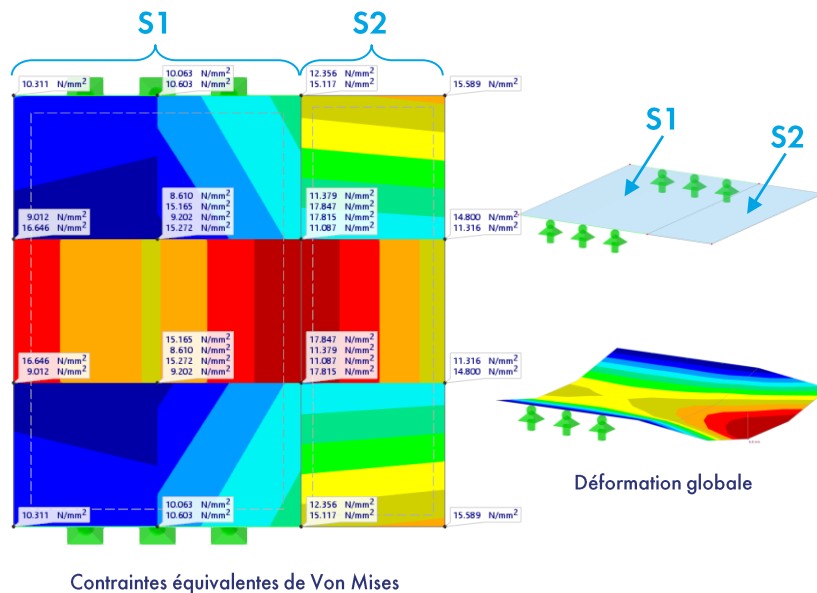 S1
S2
10.311 N/mm²
10.063 N/mm²
10.603 N/mm²
12.356 N/mm²
15.117 N/mm²
15.589 N/mm²
9.012 N/mm²
16.646 N/mm²
8.610 N/mm²
15.165 N/mm²
9.202 N/mm²
15.272 N/mm²
11.379 N/mm²
17.847 N/mm²
17.815 N/mm²
11.087 N/mm²
14.800 N/mm²
11.316 N/mm²
16.646 N/mm²
9.012 N/mm²
15.165 N/mm²
8.610 N/mm²
15.272 N/mm²
9.202 N/mm²
17.847 N/mm²
11.379 N/mm²
11.087 N/mm²
17.815 N/mm²
11.316 N/mm²
14.800 N/mm²
10.311 N/mm²
10.063 N/mm²
10.603 N/mm²
12.356 N/mm²
15.117 N/mm²
15.589 N/mm²
Contraintes équivalentes de Von Mises
S1
S2
Déformation globale